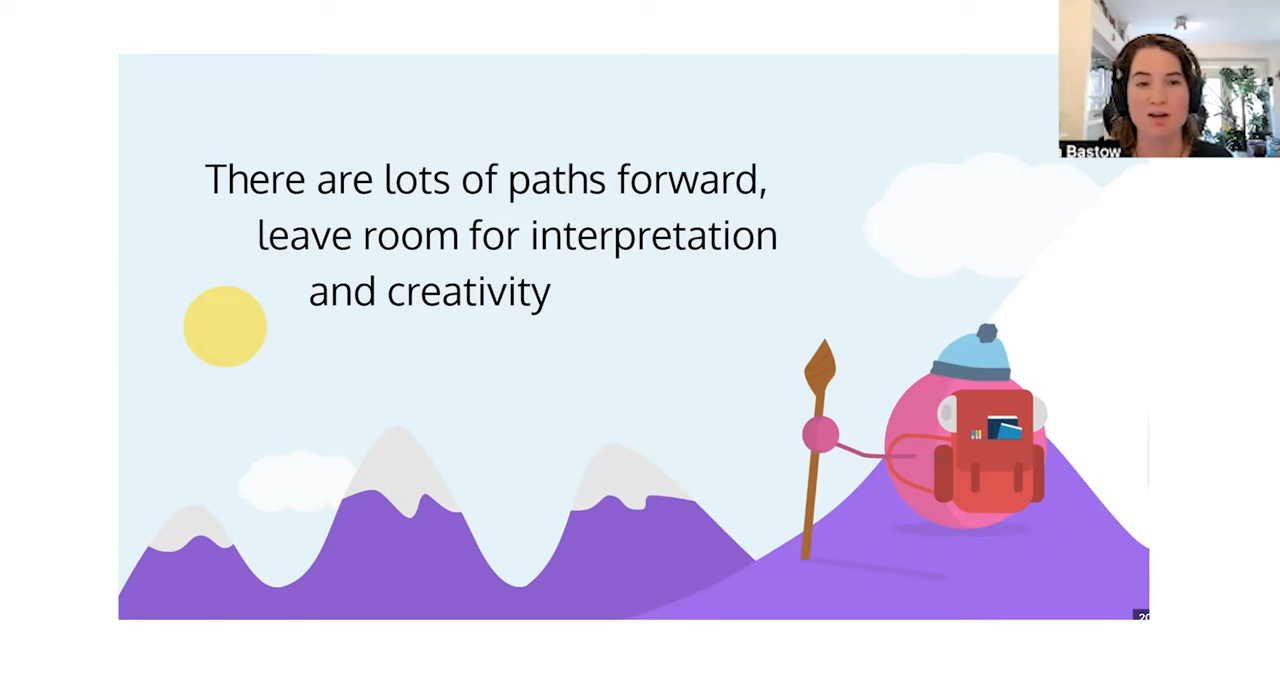 There are lots of paths forward,
leave room for interpretation
and creativity
Bastow